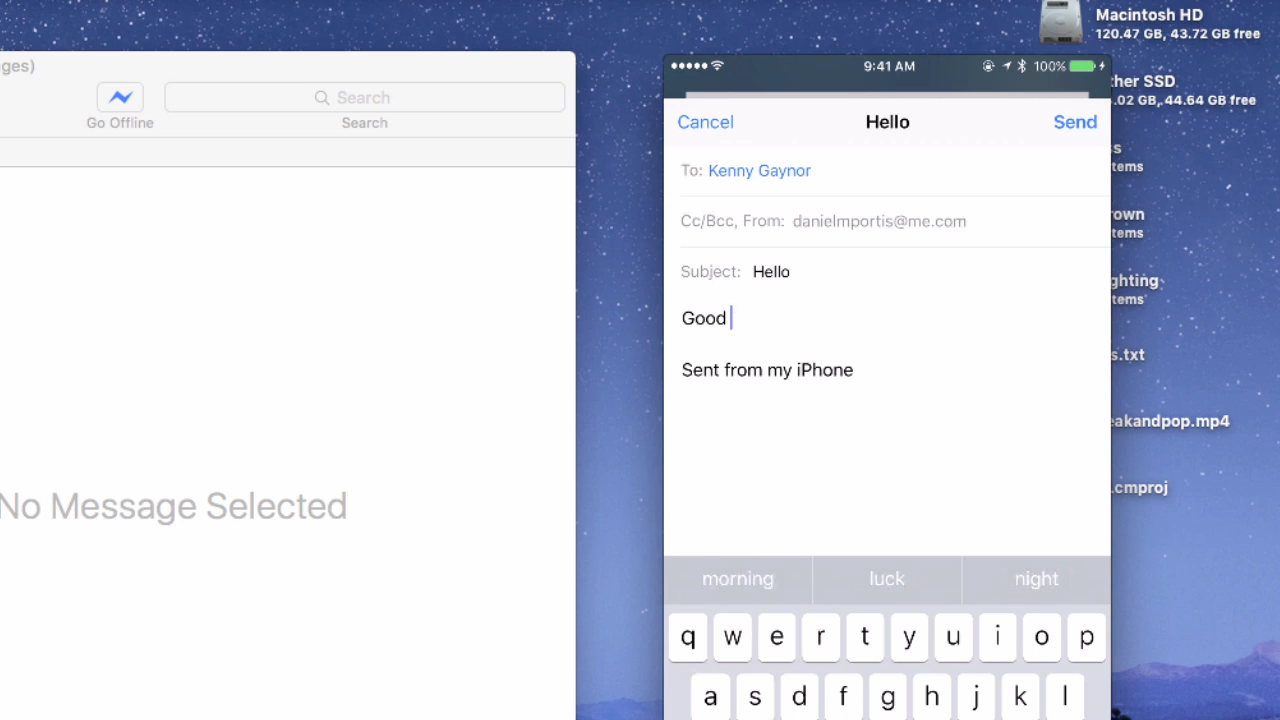 ges)
Search
Go Offline
Search
No Message Selected
9:41 AM
100%
Cancel
Hello
Send
To: Kenny Gaynor
Cc/Bcc, From: danielmportis@me.com
Subject: Hello
Good
Sent from my iPhone
morning
luck
night
q w e r t y u i o p
a s d f g h j k l
Macintosh HD
120.47 GB, 43.72 GB free
ther SSD
.02 GB, 44.64 GB free
s
tems
rown
tems
ghting
tems
s.txt
eakandpop.mp4
.cmproj